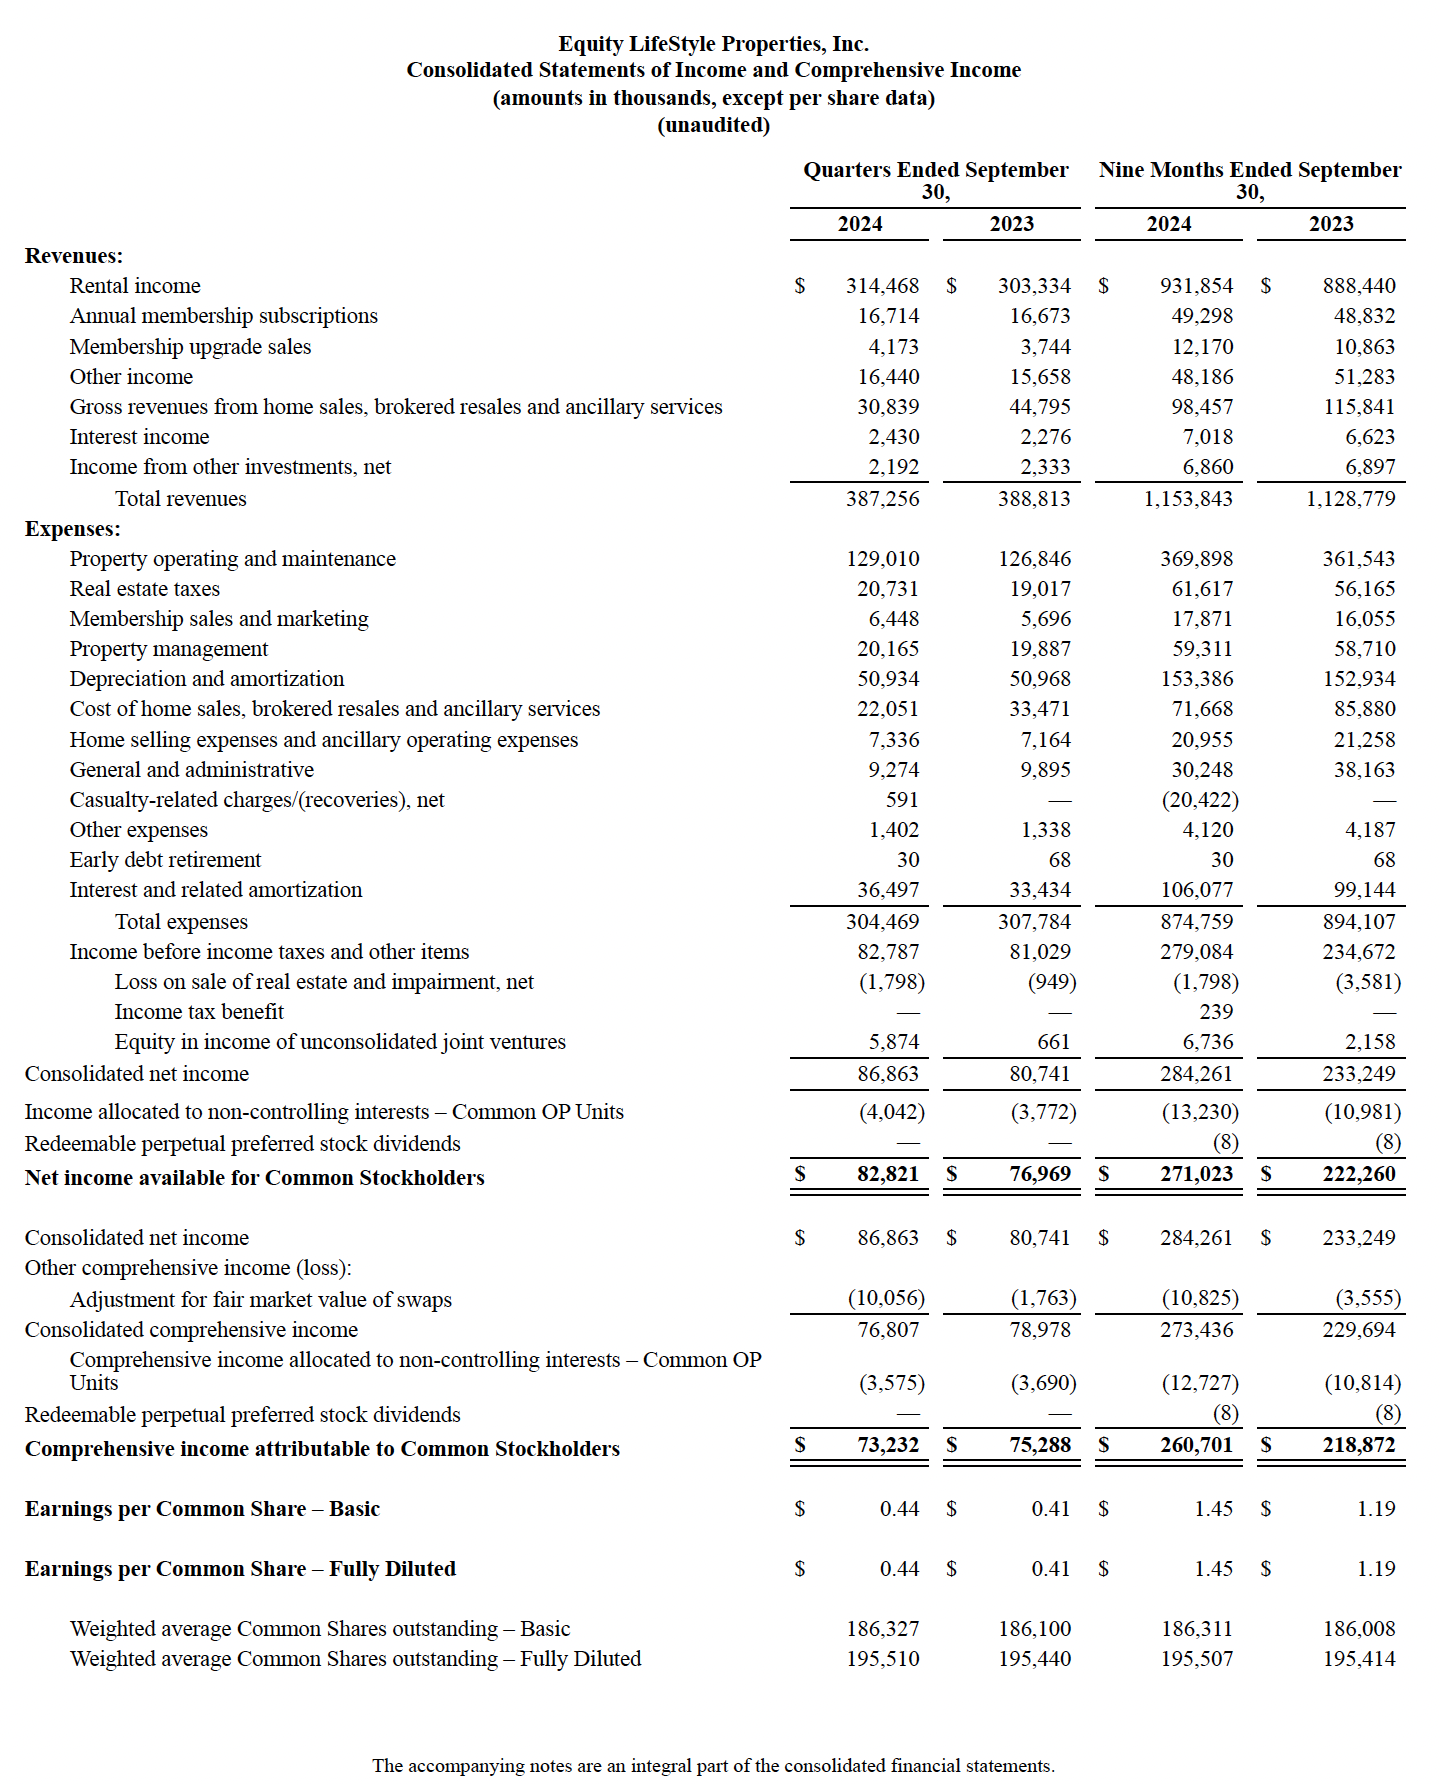 Equity LifeStyle Properties, Inc.
Consolidated Statements of Income and Comprehensive Income
(amounts in thousands, except per share data)
(unaudited)
Quarters Ended September 30, Nine Months Ended September 30,
2024 2023 2024 2023
Revenues:
Rental income $ 314,468 $ 303,334 $ 931,854 $ 888,440
Annual membership subscriptions 16,714 16,673 49,298 48,832
Membership upgrade sales 4,173 3,744 12,170 10,863
Other income 16,440 15,658 48,186 51,283
Gross revenues from home sales, brokered resales and ancillary services 30,839 44,795 98,457 115,841
Interest income 2,430 2,276 7,018 6,623
Income from other investments, net 2,192 2,333 6,860 6,897
Total revenues 387,256 388,813 1,153,843 1,128,779
Expenses:
Property operating and maintenance 129,010 126,846 369,898 361,543
Real estate taxes 20,731 19,017 61,617 56,165
Membership sales and marketing 6,448 5,696 17,871 16,055
Property management 20,165 19,887 59,311 58,710
Depreciation and amortization 50,934 50,968 153,386 152,934
Cost of home sales, brokered resales and ancillary services 22,051 33,471 71,668 85,880
Home selling expenses and ancillary operating expenses 7,336 7,164 20,955 21,258
General and administrative 9,274 9,895 30,248 38,163
Casualty-related charges/(recoveries), net 591 — (20,422) —
Other expenses 1,402 1,338 4,120 4,187
Early debt retirement 30 68 30 68
Interest and related amortization 36,497 33,434 106,077 99,144
Total expenses 304,469 307,784 874,759 894,107
Income before income taxes and other items 82,787 81,029 279,084 234,672
Loss on sale of real estate and impairment, net (1,798) (949) (1,798) (3,581)
Income tax benefit — — 239 —
Equity in income of unconsolidated joint ventures 5,874 661 6,736 2,158
Consolidated net income 86,863 80,741 284,261 233,249
Income allocated to non-controlling interests – Common OP Units (4,042) (3,772) (13,230) (10,981)
Redeemable perpetual preferred stock dividends — — (8) (8)
Net income available for Common Stockholders $ 82,821 $ 76,969 $ 271,023 $ 222,260
Consolidated net income $ 86,863 $ 80,741 $ 284,261 $ 233,249
Other comprehensive income (loss):
Adjustment for fair market value of swaps (10,056) (1,763) (10,825) (3,555)
Consolidated comprehensive income 76,807 78,978 273,436 229,694
Comprehensive income allocated to non-controlling interests – Common OP
Units (3,575) (3,690) (12,727) (10,814)
Redeemable perpetual preferred stock dividends — — (8) (8)
Comprehensive income attributable to Common Stockholders $ 73,232 $ 75,288 $ 260,701 $ 218,872
Earnings per Common Share – Basic $ 0.44 $ 0.41 $ 1.45 $ 1.19
Earnings per Common Share – Fully Diluted $ 0.44 $ 0.41 $ 1.45 $ 1.19
Weighted average Common Shares outstanding – Basic 186,327 186,100 186,311 186,008
Weighted average Common Shares outstanding – Fully Diluted 195,510 195,440 195,507 195,414
The accompanying notes are an integral part of the consolidated financial statements.